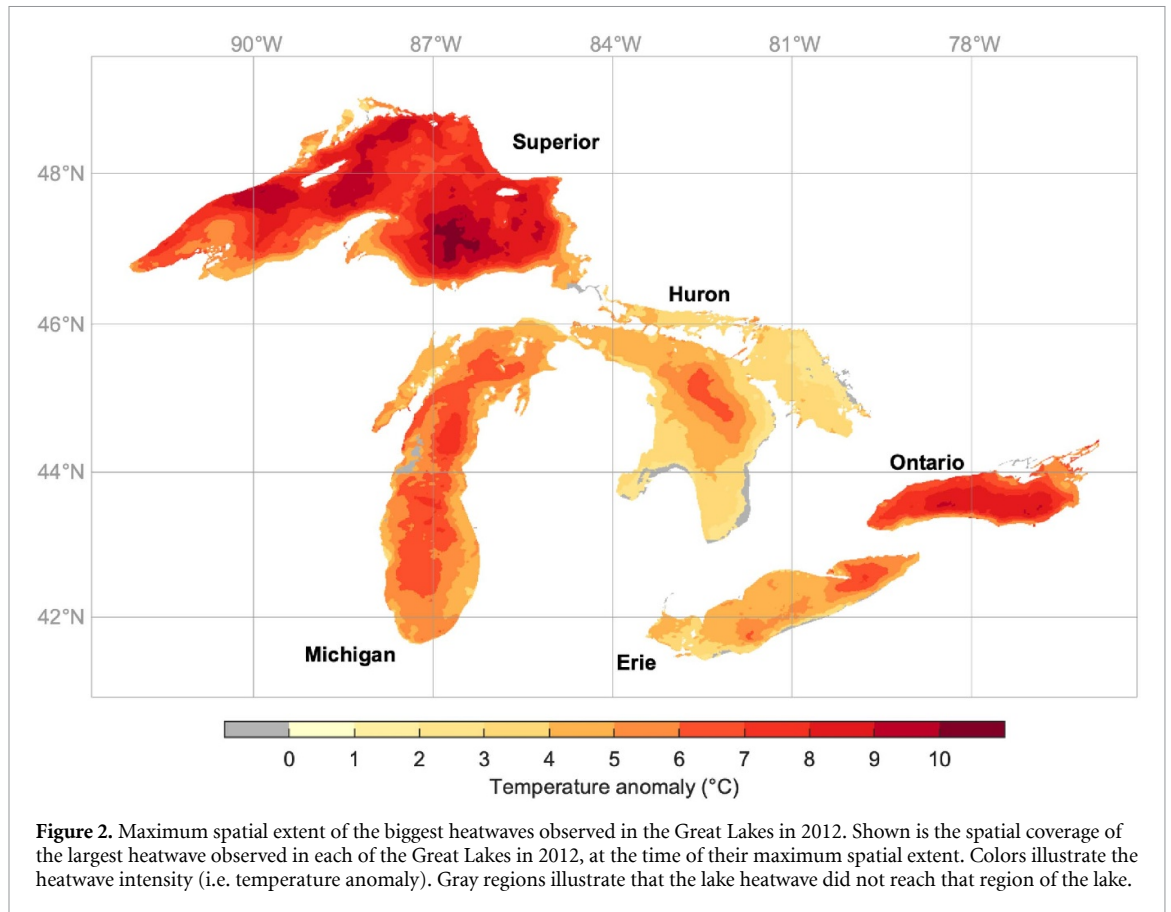 90°W 87°W 84°W 81°W 78°W
Superior
48°N
Huron
46°N
Ontario
44°N
42°N
Michigan
Erie
0 1 2 3 4 5 6 7 8 9 10
Temperature anomaly (°C)
Figure 2. Maximum spatial extent of the biggest heatwaves observed in the Great Lakes in 2012. Shown is the spatial coverage of
the largest heatwave observed in each of the Great Lakes in 2012, at the time of their maximum spatial extent. Colors illustrate the
heatwave intensity (i.e. temperature anomaly). Gray regions illustrate that the lake heatwave did not reach that region of the lake.